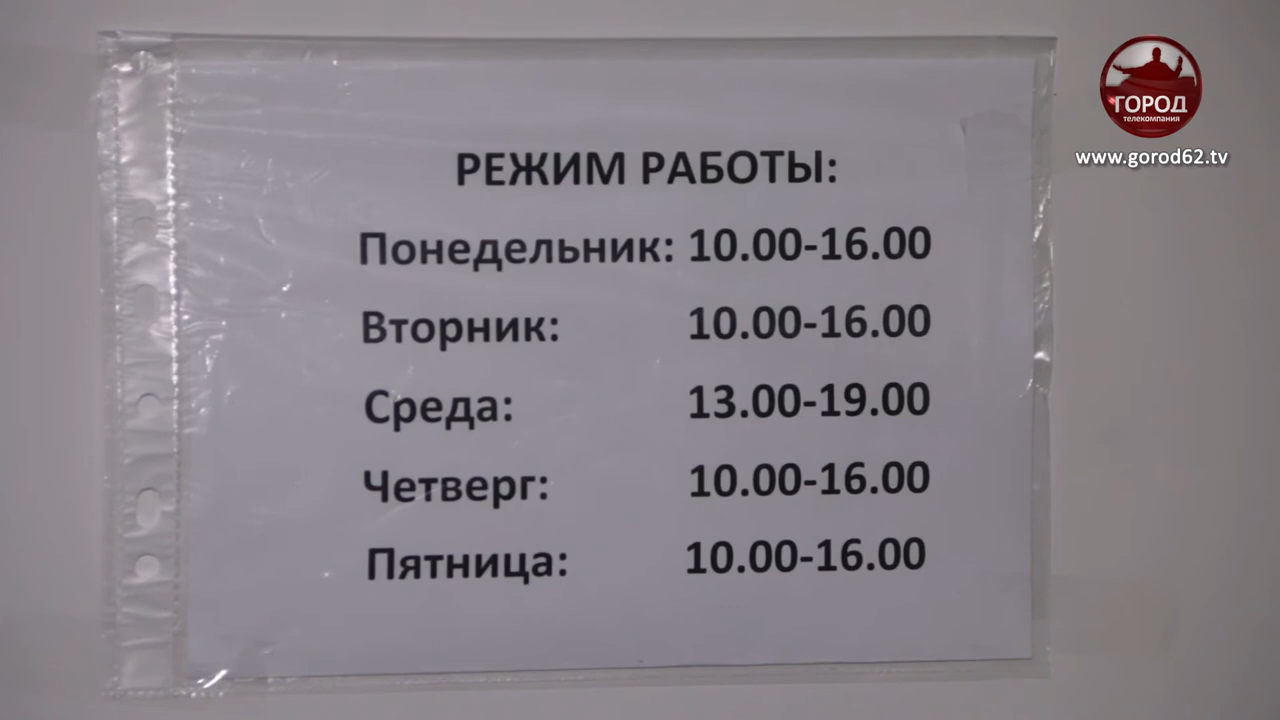 РЕЖИМ РАБОТЫ:
Понедельник: 10.00-16.00
Вторник: 10.00-16.00
Среда: 13.00-19.00
Четверг: 10.00-16.00
Пятница: 10.00-16.00
ГОРОД
телекомпания
www.gorod62.tv